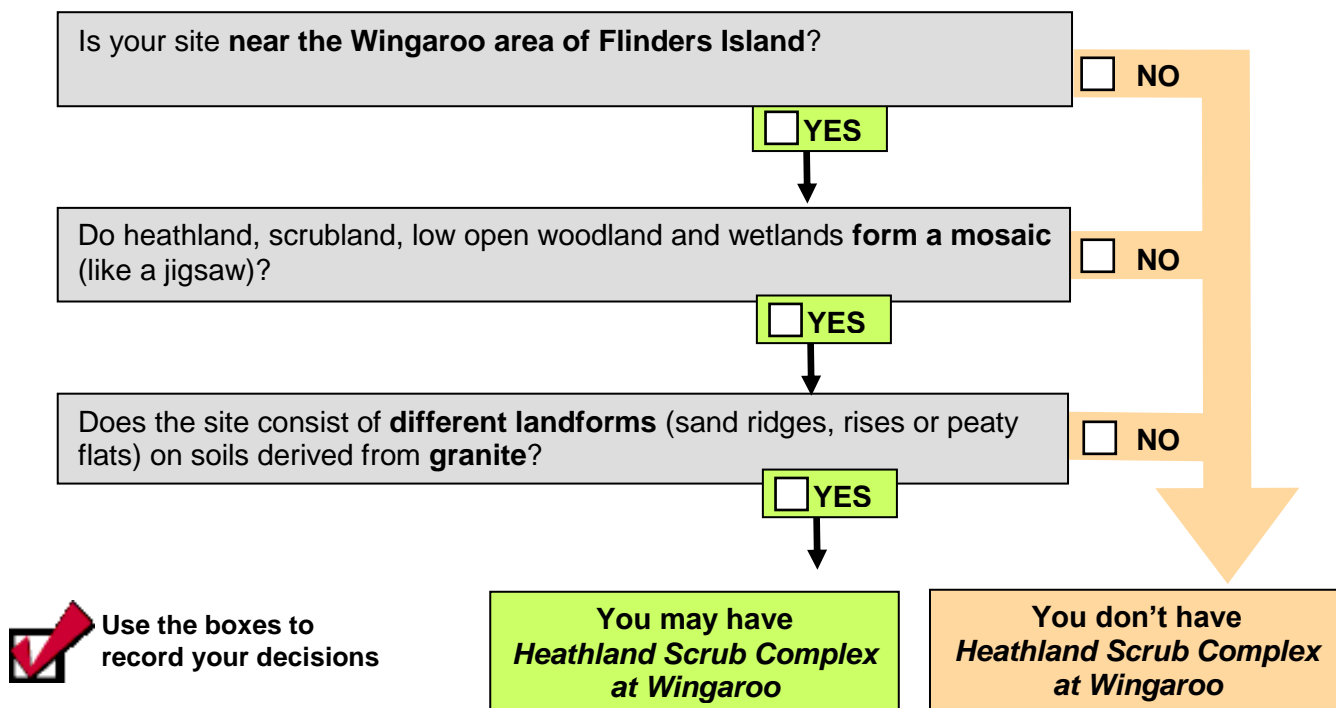 Is your site near the Wingaroo area of Flinders Island?
NO
YES
Do heathland, scrubland, low open woodland and wetlands form a mosaic
(like a jigsaw)?
NO
YES
Does the site consist of different landforms (sand ridges, rises or peaty
flats) on soils derived from granite?
NO
YES
Use the boxes to
record your decisions
You may have
Heathland Scrub Complex
at Wingaroo
You don’t have
Heathland Scrub Complex
at Wingaroo